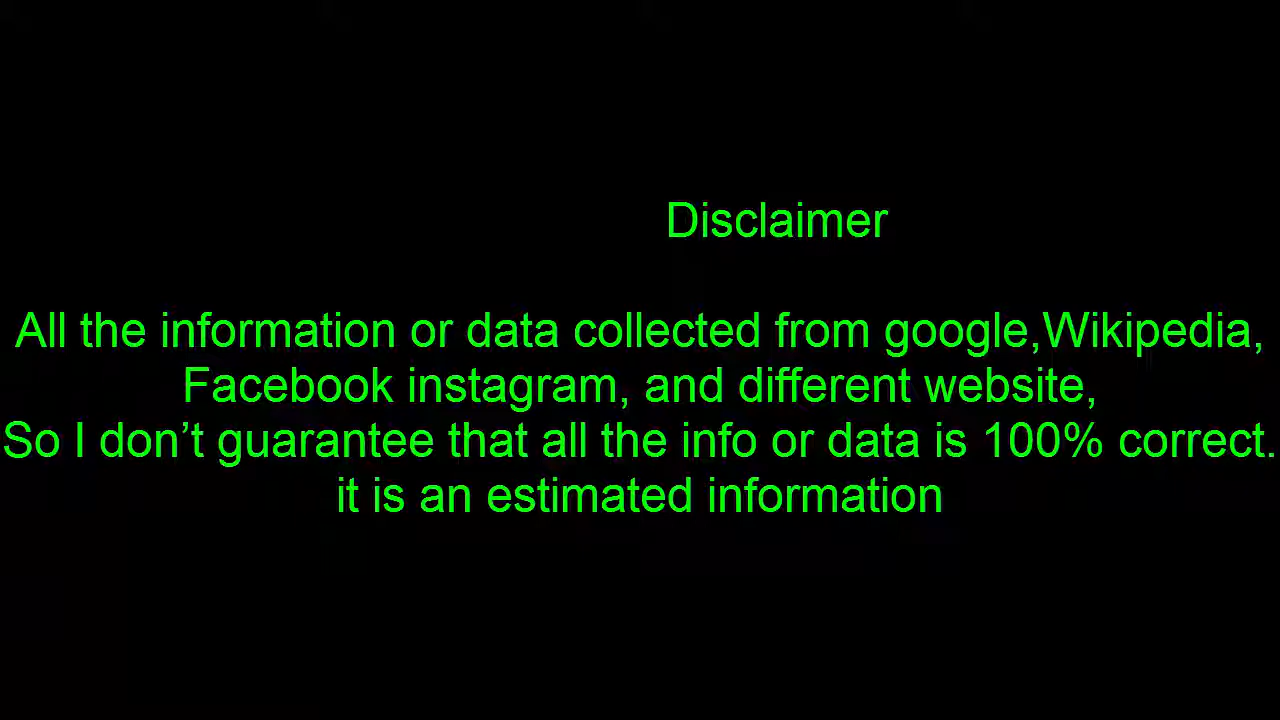 Disclaimer
All the information or data collected from google,Wikipedia,
Facebook instagram, and different website,
So I don’t guarantee that all the info or data is 100% correct.
it is an estimated information